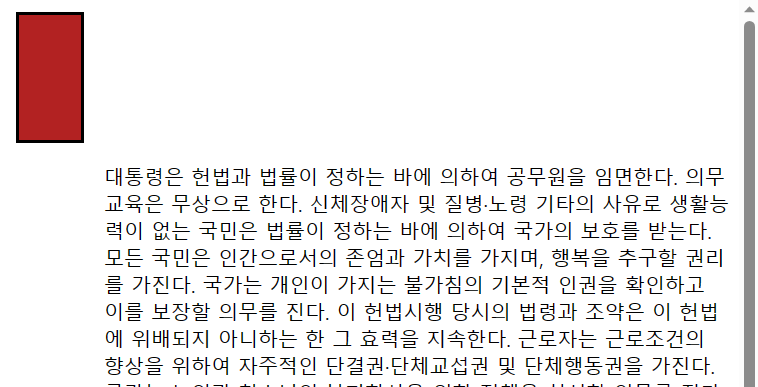 대통령은 헌법과 법률이 정하는 바에 의하여 공무원을 임면한다. 의무
교육은 무상으로 한다. 신체장애자 및 질병·노령 기타의 사유로 생활능
력이 없는 국민은 법률이 정하는 바에 의하여 국가의 보호를 받는다.
모든 국민은 인간으로서의 존엄과 가치를 가지며, 행복을 추구할 권리
를 가진다. 국가는 개인이 가지는 불가침의 기본적 인권을 확인하고
이를 보장할 의무를 진다. 이 헌법시행 당시의 법령과 조약은 이 헌법
에 위배되지 아니하는 한 그 효력을 지속한다. 근로자는 근로조건의
향상을 위하여 자주적인 단결권·단체교섭권 및 단체행동권을 가진다.